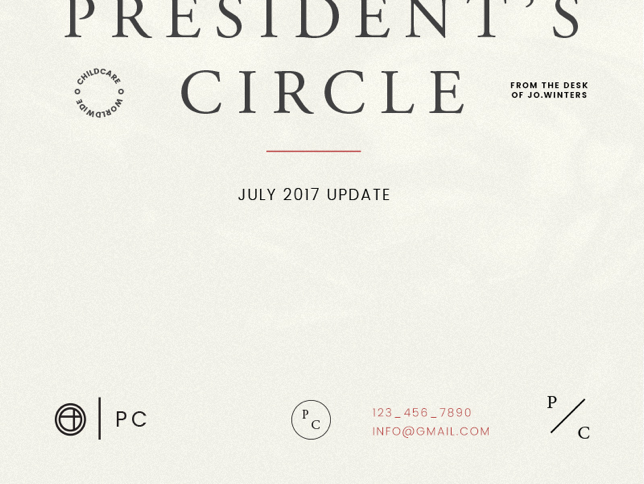 PRESIDENT'S
CHILDCARE WORLDWIDE
CIRCLE
FROM THE DESK
OF JO.WINTERS
JULY 2017 UPDATE
PC
P
C
123_456_7890
INFO@GMAIL.COM
P
C